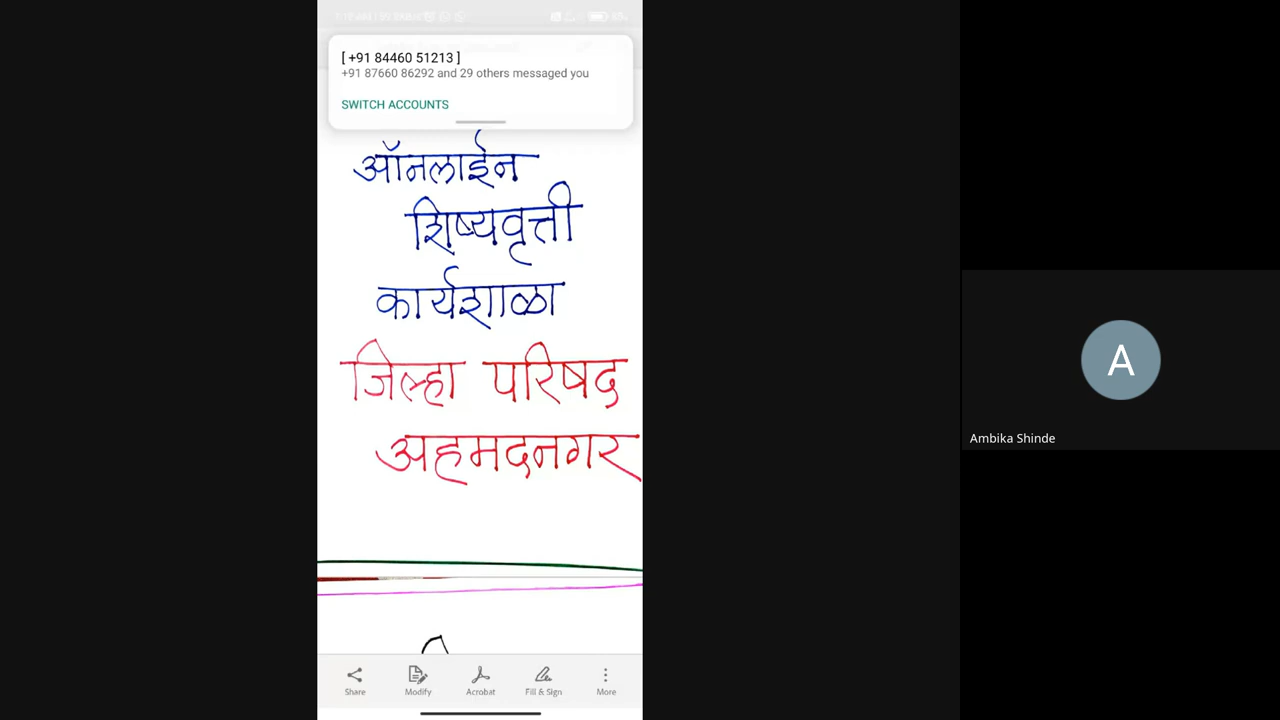 [ +91 84460 51213 ]
+91 87660 86292 and 29 others messaged you
SWITCH ACCOUNTS
ऑनलाईन
शिष्यवृत्ती
कार्यशाळा
जिल्हा परिषद
अहमदनगर
A
Ambika Shinde
Share
Modify
Acrobat
Fill & Sign
More